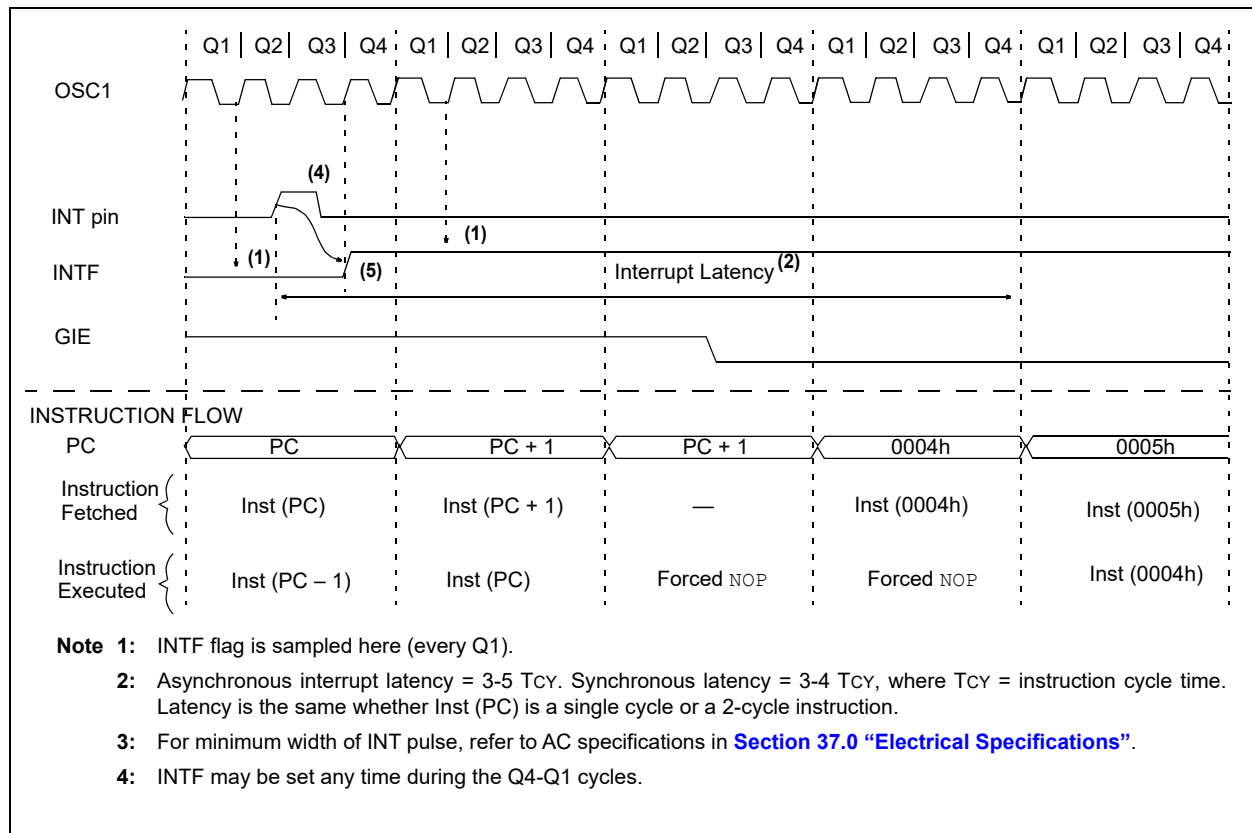 Q1 Q2 Q3 Q4 Q1 Q2 Q3 Q4 Q1 Q2 Q3 Q4 Q1 Q2 Q3 Q4 Q1 Q2 Q3 Q4
OSC1
(4)
INT pin
(1)
(1)
INTF
(5)
Interrupt Latency(2)
GIE
INSTRUCTION FLOW
PC PC PC + 1 PC + 1 0004h 0005h
Instruction
Fetched
Inst (PC) Inst (PC + 1) — Inst (0004h) Inst (0005h)
Instruction
Executed
Inst (PC – 1) Inst (PC) Forced NOP Forced NOP Inst (0004h)
Note 1: INTF flag is sampled here (every Q1).
2: Asynchronous interrupt latency = 3-5 TCY. Synchronous latency = 3-4 TCY, where TCY = instruction cycle time.
Latency is the same whether Inst (PC) is a single cycle or a 2-cycle instruction.
3: For minimum width of INT pulse, refer to AC specifications in Section 37.0 “Electrical Specifications”.
4: INTF may be set any time during the Q4-Q1 cycles.